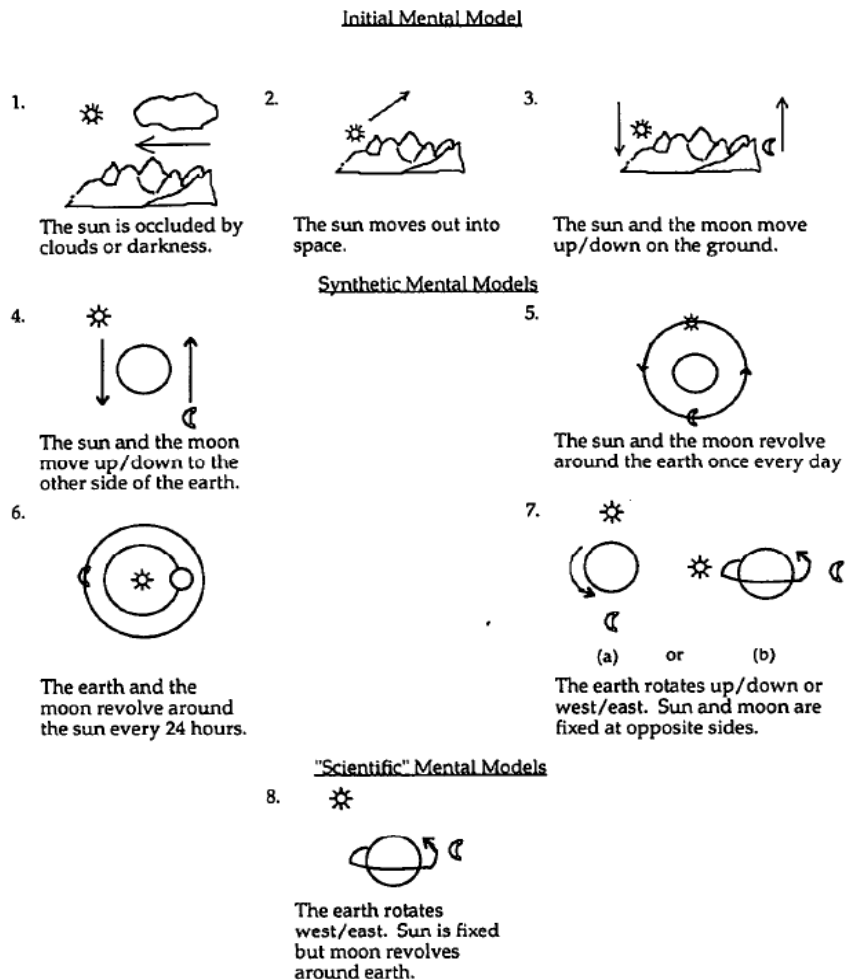 Initial Mental Model
1.
The sun is occluded by
clouds or darkness.
2.
The sun moves out into
space.
3.
The sun and the moon move
up/down on the ground.
Synthetic Mental Models
4.
The sun and the moon
move up/down to the
other side of the earth.
5.
The sun and the moon revolve
around the earth once every day
6.
The earth and the
moon revolve around
the sun every 24 hours.
7.
(a) or (b)
The earth rotates up/down or
west/east. Sun and moon are
fixed at opposite sides.
"Scientific" Mental Models
8.
The earth rotates
west/east. Sun is fixed
but moon revolves
around earth.